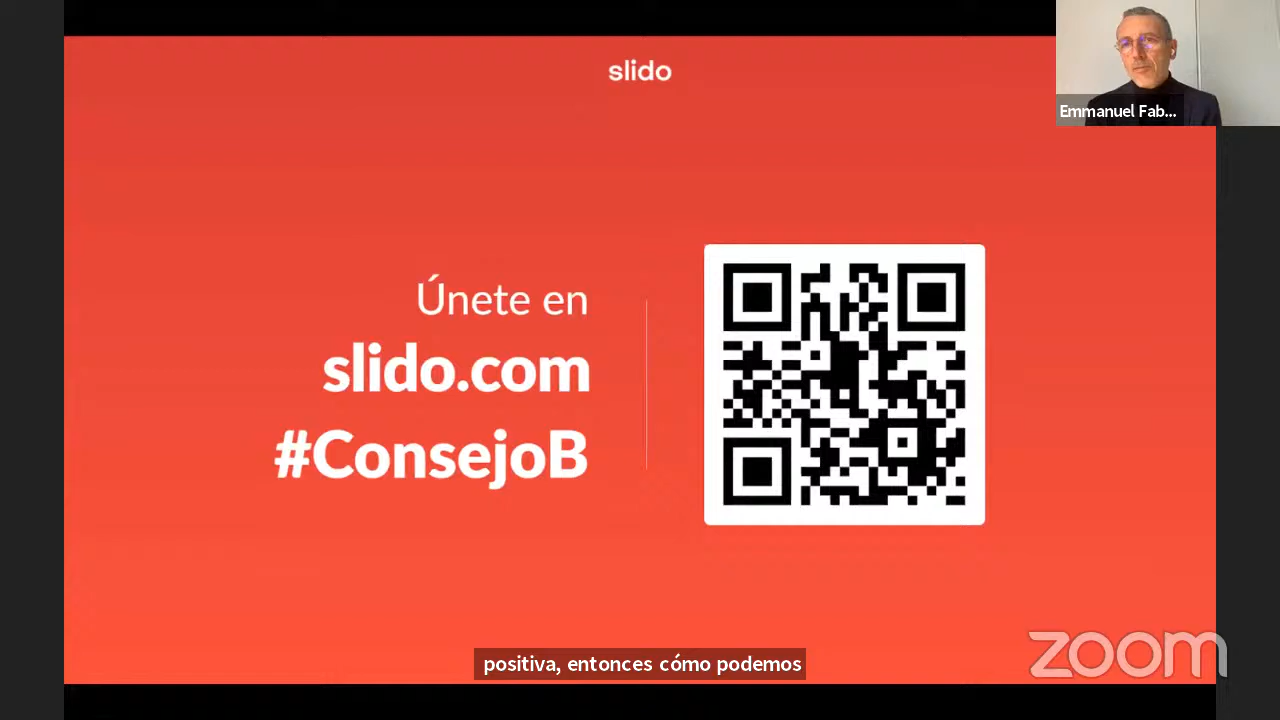 slido
Emmanuel Fab...
Únete en
slido.com
#ConsejoB
positiva, entonces cómo podemos
zoom